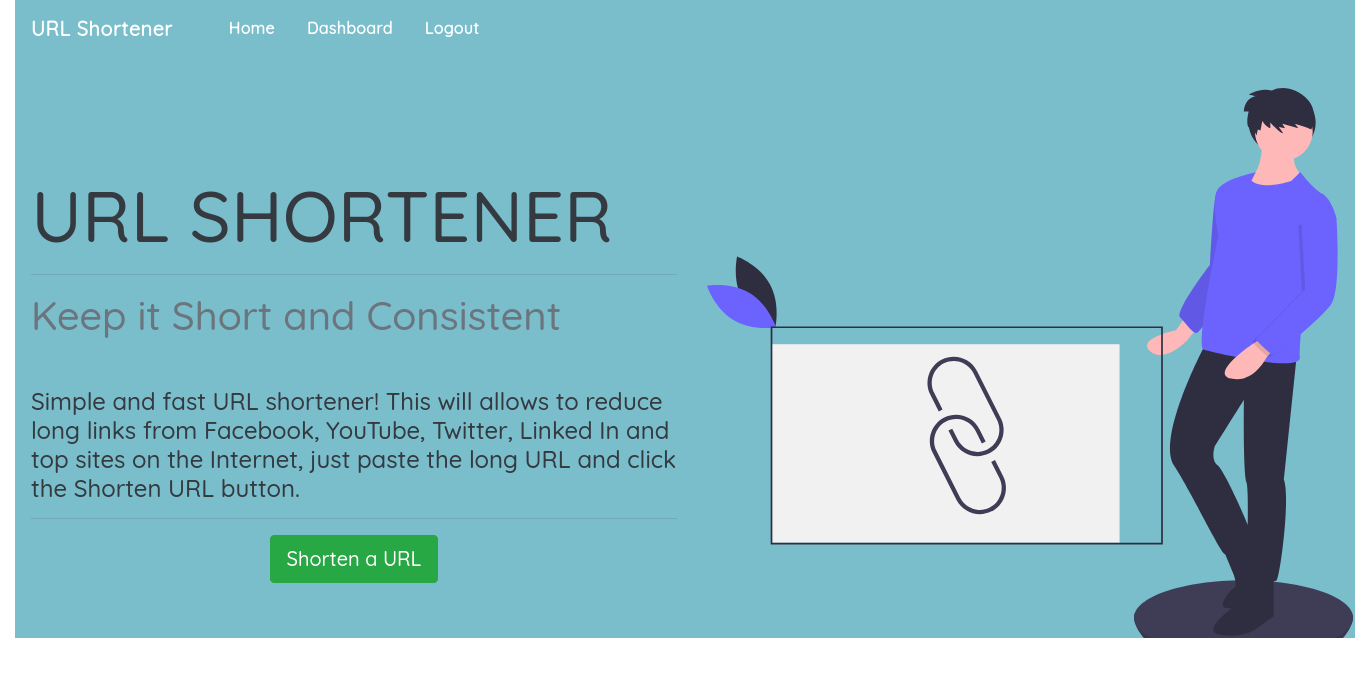 URL Shortener Home Dashboard Logout
URL SHORTENER
Keep it Short and Consistent
Simple and fast URL shortener! This will allows to reduce
long links from Facebook, YouTube, Twitter, Linked In and
top sites on the Internet, just paste the long URL and click
the Shorten URL button.
Shorten a URL